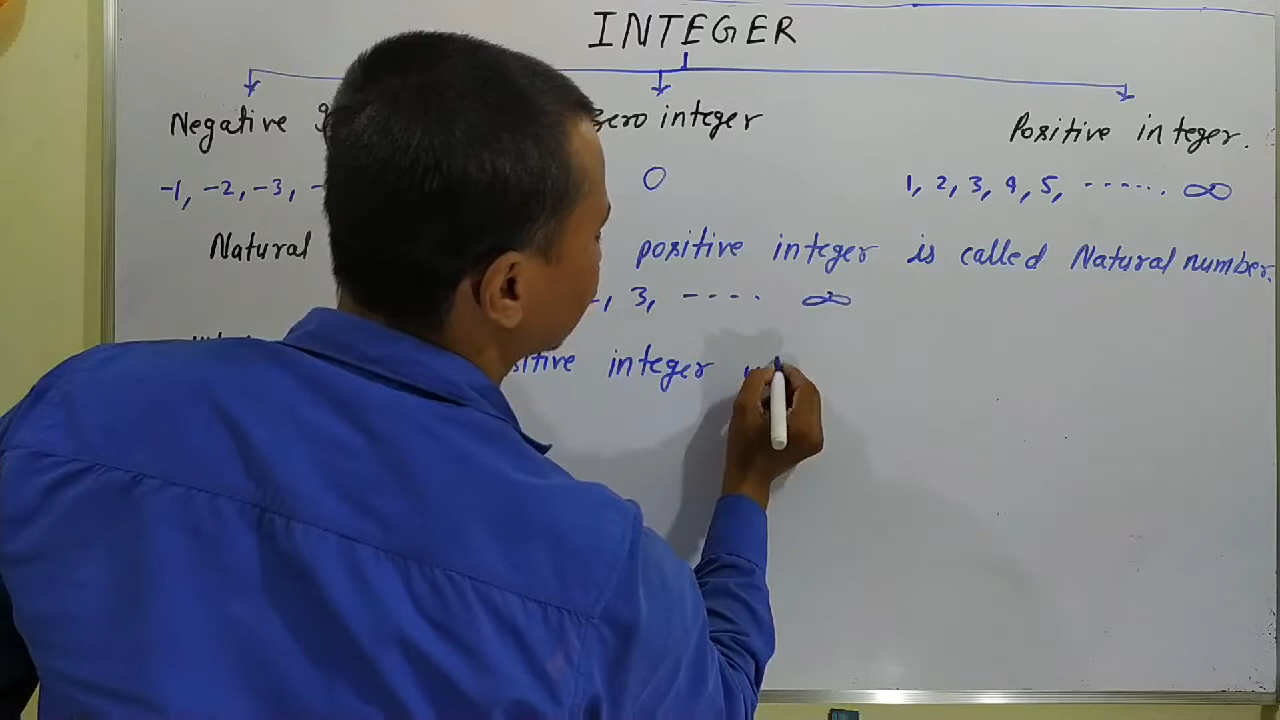 INTEGER
Negative zero integer Positive integer.
-1, -2, -3, - 0 1, 2, 3, 4, 5, ------ ∞
Natural positive integer is called Natural number.
, 3, ---- ∞
integer